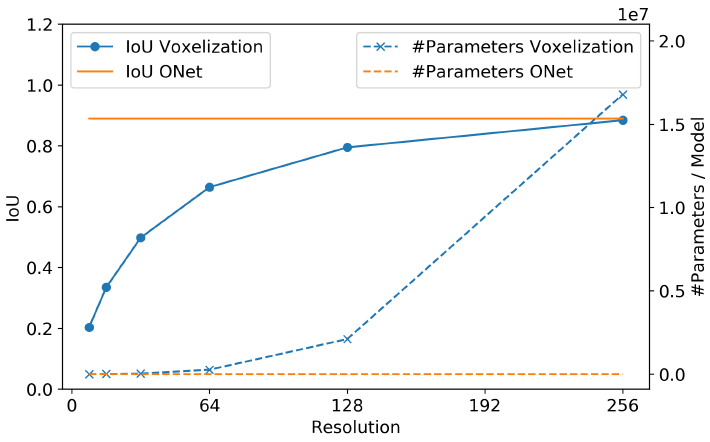 1e7
1.2
1.0
0.8
0.6
0.4
0.2
0.0
IoU
IoU Voxelization
IoU ONet
#Parameters Voxelization
#Parameters ONet
2.0
1.5
1.0
0.5
0.0
#Parameters / Model
0
64
128
192
256
Resolution